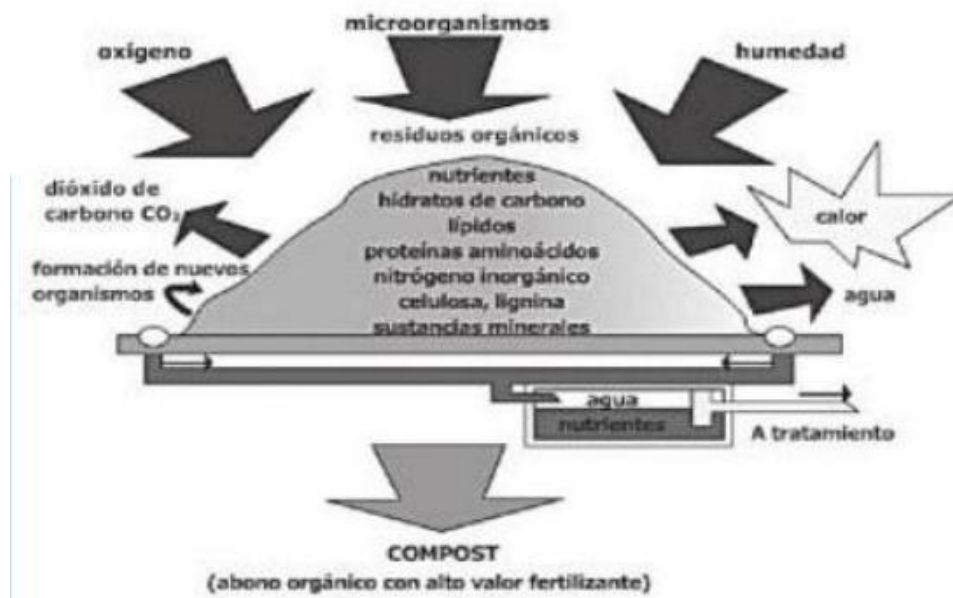 microorganismos
oxígeno
humedad
residuos orgánicos
nutrientes
hidratos de carbono
lípidos
proteínas aminoácidos
nitrógeno inorgánico
celulosa, lignina
sustancias minerales
dióxido de
carbono CO₂
formación de nuevos
organismos
calor
agua
agua
nutrientes
A tratamiento
COMPOST
(abono orgánico con alto valor fertilizante)